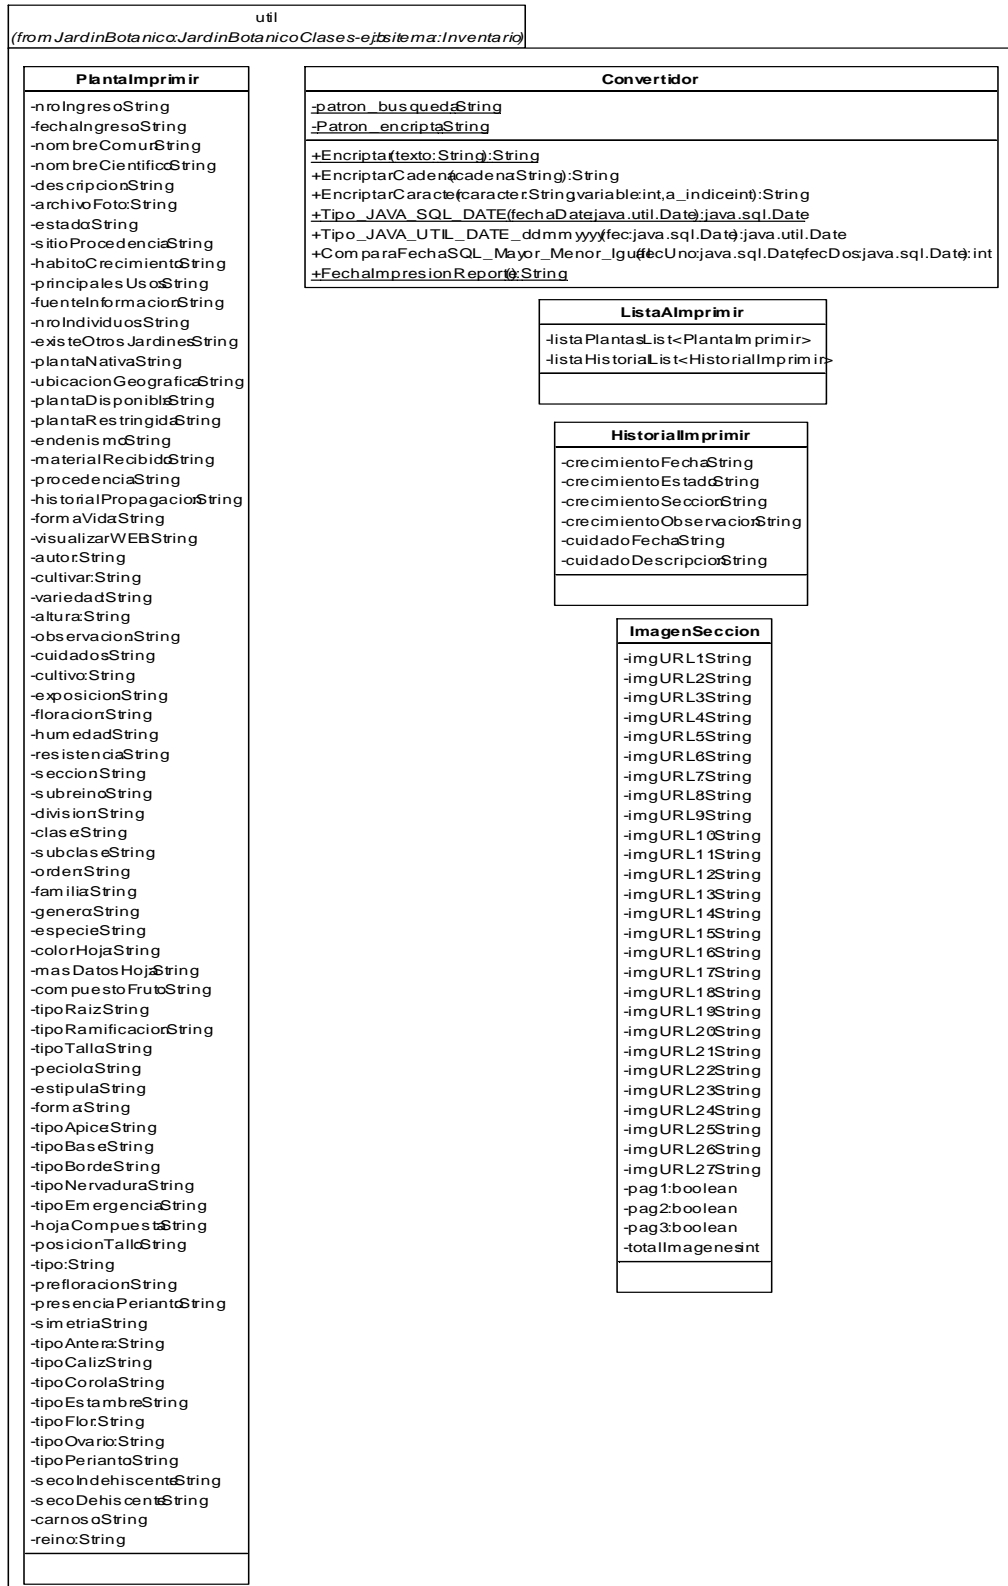 util
(from JardinBotanico:JardinBotanicoClases-ejbsitema::Inventario)
PlantaImprimir
-nroIngreso:String
-fechaIngreso:String
-nombreComun:String
-nombreCientifico:String
-descripcion:String
-archivoFoto:String
-estado:String
-sitioProcedencia:String
-habitoCrecimiento:String
-principalesUsos:String
-fuenteInformacion:String
-nroIndividuos:String
-existeOtrosJardines:String
-plantaNativa:String
-ubicacionGeografica:String
-plantaDisponible:String
-plantaRestringida:String
-endenismo:String
-materialRecibido:String
-procedencia:String
-historialPropagacion:String
-formaVida:String
-visualizarWEB:String
-autor:String
-cultivar:String
-variedad:String
-altura:String
-observacion:String
-cuidados:String
-cultivo:String
-exposicion:String
-floracion:String
-humedad:String
-resistencia:String
-seccion:String
-subreino:String
-division:String
-clase:String
-subclase:String
-orden:String
-familia:String
-genero:String
-especie:String
-colorHoja:String
-masDatosHoja:String
-compuestoFruto:String
-tipoRaiz:String
-tipoRamificacion:String
-tipoTallo:String
-peciolo:String
-estipula:String
-forma:String
-tipoApice:String
-tipoBase:String
-tipoBorde:String
-tipoNervadura:String
-tipoEmergencia:String
-hojaCompuesta:String
-posicionTallo:String
-tipo:String
-prefloracion:String
-presenciaPerianto:String
-simetria:String
-tipoAntera:String
-tipoCaliz:String
-tipoCorola:String
-tipoEstambre:String
-tipoFlor:String
-tipoOvario:String
-tipoPerianto:String
-secoIndehiscente:String
-secoDehiscente:String
-carnoso:String
-reino:String
Convertidor
-patron_busqueda:String
-Patron_encripta:String
+Encriptar(texto:String):String
+EncriptarCadena(cadena:String):String
+EncriptarCaracter(caracter:String,variable:int,a_indice:int):String
+Tipo_JAVA_SQL_DATE(fechaDate:java.util.Date):java.sql.Date
+Tipo_JAVA_UTIL_DATE_ddmmyyyy(fec:java.sql.Date):java.util.Date
+ComparaFechaSQL_Mayor_Menor_Igual(fecUno:java.sql.Date,fecDos:java.sql.Date):int
+FechaImpresionReporte():String
ListaAImprimir
-listaPlantas:List<PlantaImprimir>
-listaHistorial:List<HistorialImprimir>
HistorialImprimir
-crecimientoFecha:String
-crecimientoEstado:String
-crecimientoSeccion:String
-crecimientoObservacion:String
-cuidadoFecha:String
-cuidadoDescripcion:String
ImagenSeccion
-imgURL1:String
-imgURL2:String
-imgURL3:String
-imgURL4:String
-imgURL5:String
-imgURL6:String
-imgURL7:String
-imgURL8:String
-imgURL9:String
-imgURL10:String
-imgURL11:String
-imgURL12:String
-imgURL13:String
-imgURL14:String
-imgURL15:String
-imgURL16:String
-imgURL17:String
-imgURL18:String
-imgURL19:String
-imgURL20:String
-imgURL21:String
-imgURL22:String
-imgURL23:String
-imgURL24:String
-imgURL25:String
-imgURL26:String
-imgURL27:String
-pag1:boolean
-pag2:boolean
-pag3:boolean
-totalImagenes:int